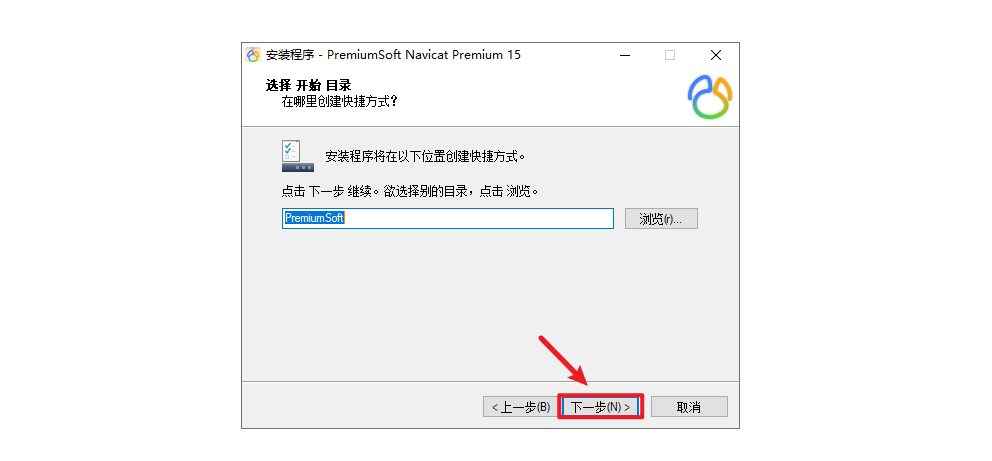 安装程序 - PremiumSoft Navicat Premium 15
选择 开始 目录
在哪里创建快捷方式？
安装程序将在以下位置创建快捷方式。
点击 下一步 继续。欲选择别的目录，点击 浏览。
PremiumSoft
浏览(r)...
< 上一步(B)
下一步(N) >
取消